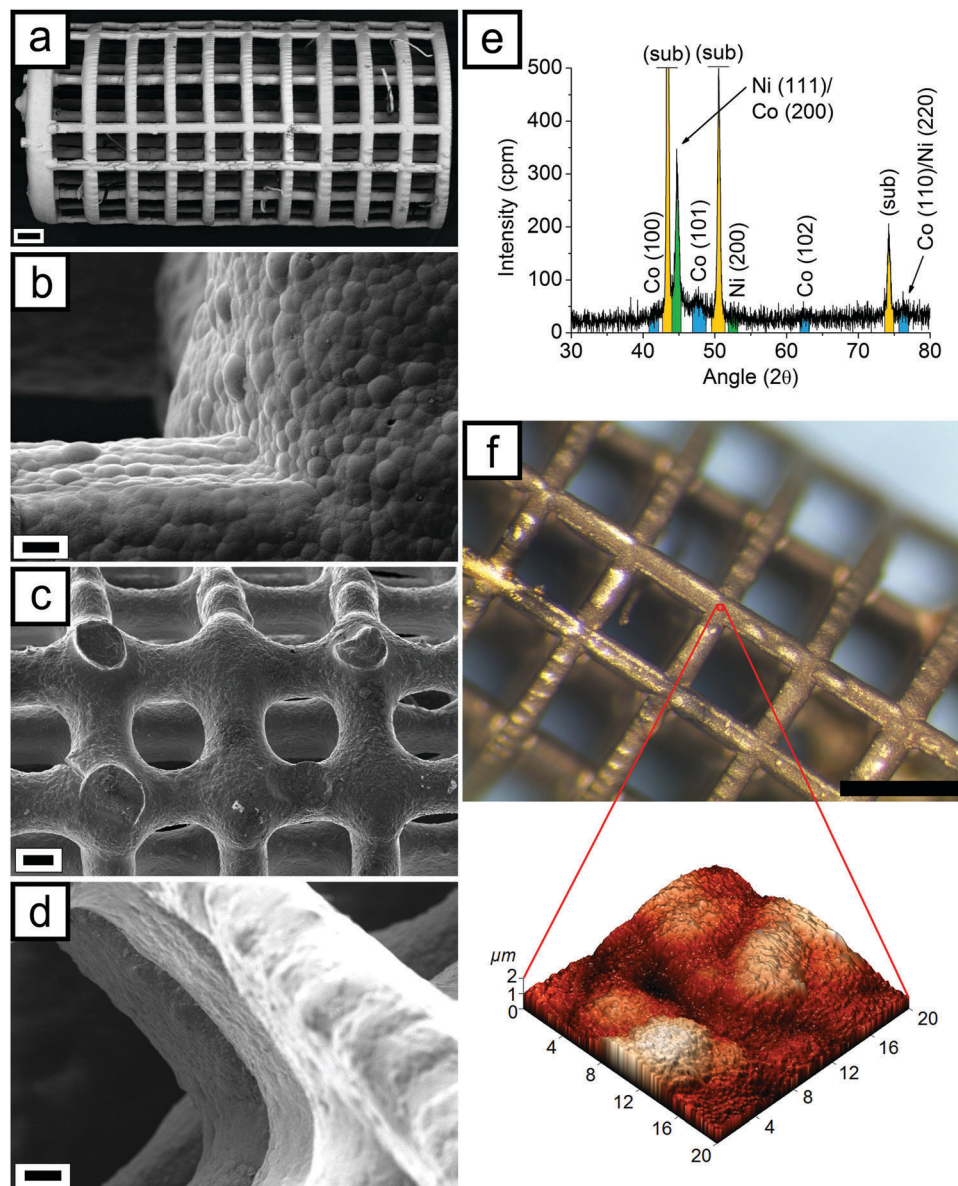 a
b
c
d
e
(sub) (sub)
500
400
300
200
100
0
Intensity (cpm)
Ni (111)/
Co (200)
Co (100)
Co (101)
Ni (200)
Co (102)
(sub)
Co (110)/Ni (220)
30 40 50 60 70 80
Angle (2θ)
f
µm
2
1
0
4
8
12
16
20
4
8
12
16
20